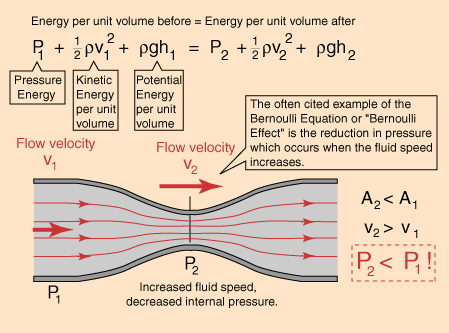 Energy per unit volume before = Energy per unit volume after
P₁ + ½ρv₁² + ρgh₁ = P₂ + ½ρv₂² + ρgh₂
Pressure
Energy
Kinetic
Energy
per unit
volume
Potential
Energy
per unit
volume
The often cited example of the
Bernoulli Equation or "Bernoulli
Effect" is the reduction in pressure
which occurs when the fluid speed
increases.
Flow velocity
v₁
Flow velocity
v₂
A₂ < A₁
v₂ > v₁
P₂ < P₁ !
P₁
P₂
Increased fluid speed,
decreased internal pressure.